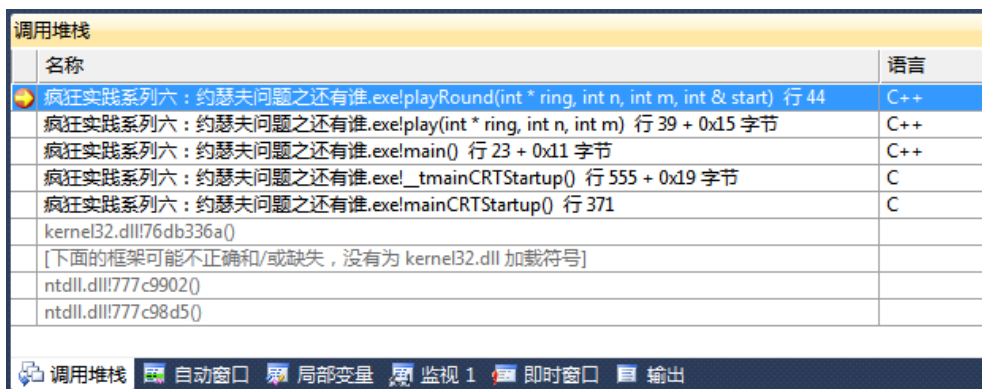 调用堆栈
名称 语言
疯狂实践系列六：约瑟夫问题之还有谁.exe!playRound(int * ring, int n, int m, int & start) 行 44 C++
疯狂实践系列六：约瑟夫问题之还有谁.exe!play(int * ring, int n, int m) 行 39 + 0x15 字节 C++
疯狂实践系列六：约瑟夫问题之还有谁.exe!main() 行 23 + 0x11 字节 C++
疯狂实践系列六：约瑟夫问题之还有谁.exe!__tmainCRTStartup() 行 555 + 0x19 字节 C
疯狂实践系列六：约瑟夫问题之还有谁.exe!mainCRTStartup() 行 371 C
kernel32.dll!76db336a()
[下面的框架可能不正确和/或缺失，没有为 kernel32.dll 加载符号]
ntdll.dll!777c9902()
ntdll.dll!777c98d5()
调用堆栈 自动窗口 局部变量 监视 1 即时窗口 输出